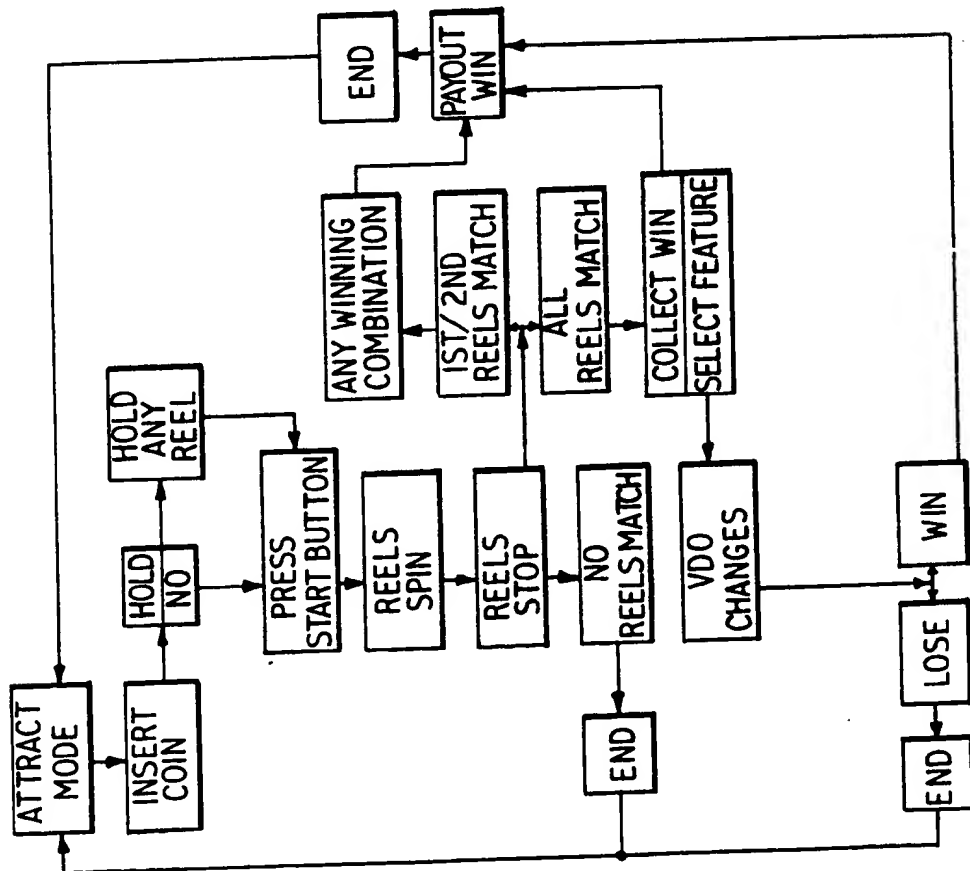 ATTRACT
MODE
INSERT
COIN
HOLD
NO
HOLD
ANY
REEL
PRESS
START BUTTON
REELS
SPIN
REELS
STOP
NO
REELS MATCH
END
ANY WINNING
COMBINATION
1ST/2ND
REELS MATCH
ALL
REELS MATCH
COLLECT WIN
SELECT FEATURE
PAYOUT
WIN
END
VDO
CHANGES
WIN
LOSE
END